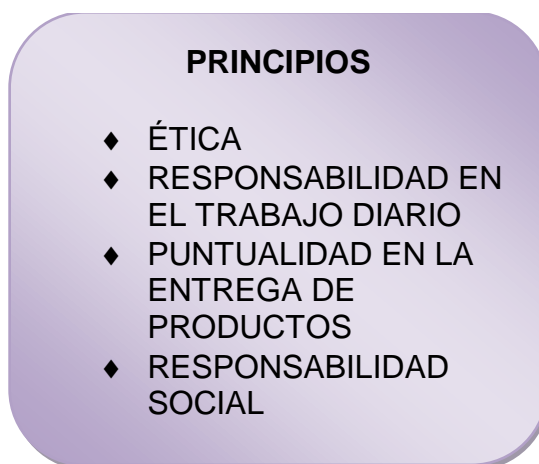 PRINCIPIOS
♦ ÉTICA
♦ RESPONSABILIDAD EN
EL TRABAJO DIARIO
♦ PUNTUALIDAD EN LA
ENTREGA DE
PRODUCTOS
♦ RESPONSABILIDAD
SOCIAL